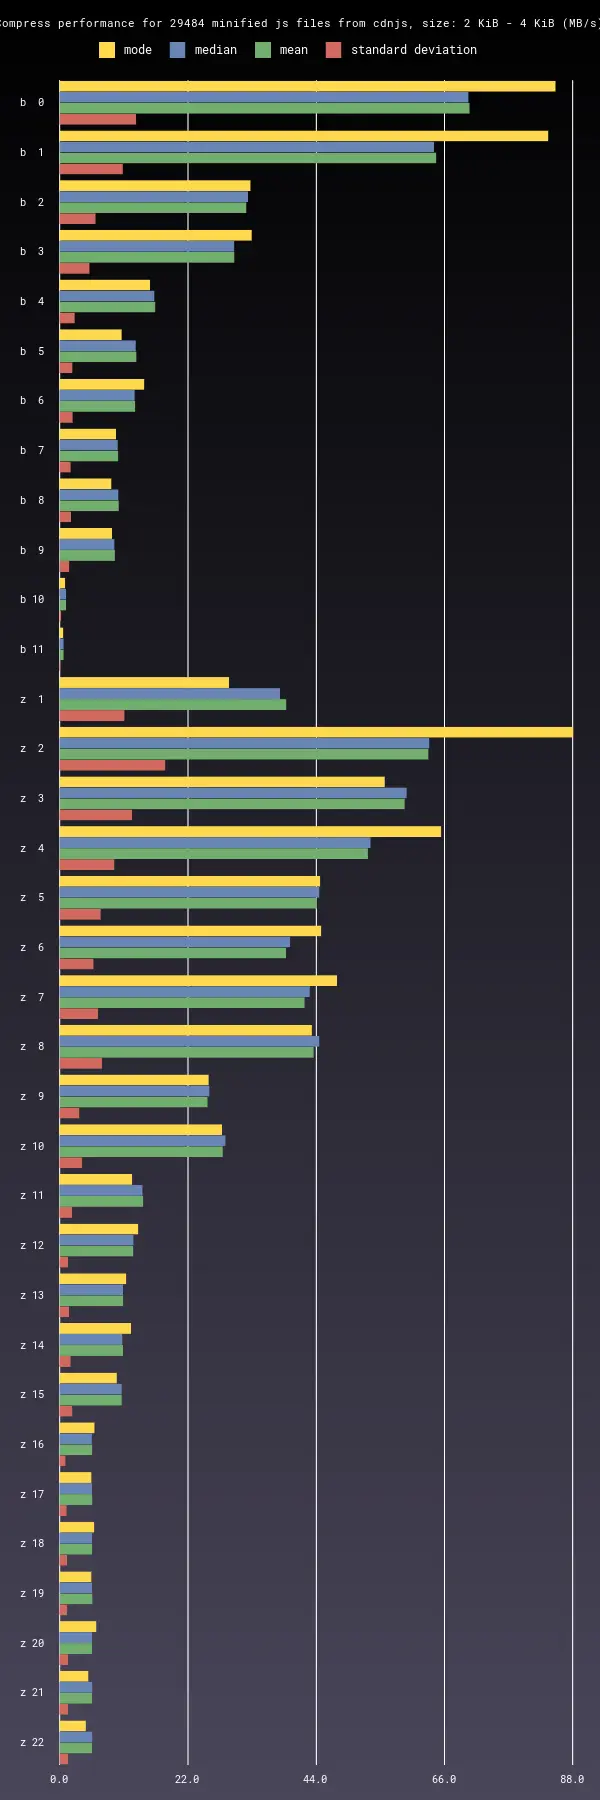 ompress performance for 29484 minified js files from cdnjs, size: 2 KiB - 4 KiB (MB/s)
mode median mean standard deviation
b 0
b 1
b 2
b 3
b 4
b 5
b 6
b 7
b 8
b 9
b 10
b 11
z 1
z 2
z 3
z 4
z 5
z 6
z 7
z 8
z 9
z 10
z 11
z 12
z 13
z 14
z 15
z 16
z 17
z 18
z 19
z 20
z 21
z 22
0.0 22.0 44.0 66.0 88.0